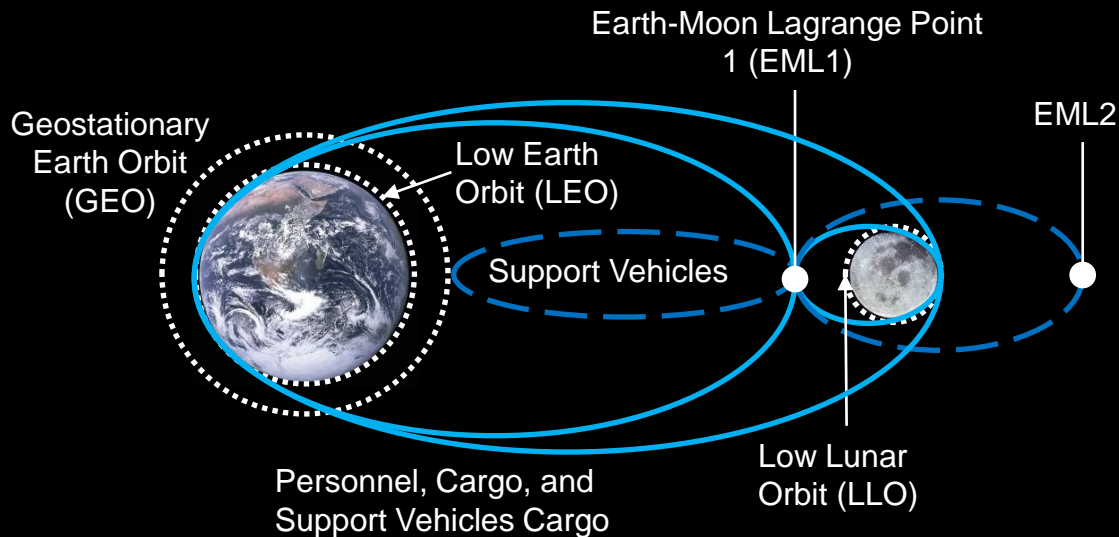 Earth-Moon Lagrange Point
1 (EML1)
EML2
Geostationary
Earth Orbit
(GEO)
Low Earth
Orbit (LEO)
Support Vehicles
Low Lunar
Orbit (LLO)
Personnel, Cargo, and
Support Vehicles Cargo